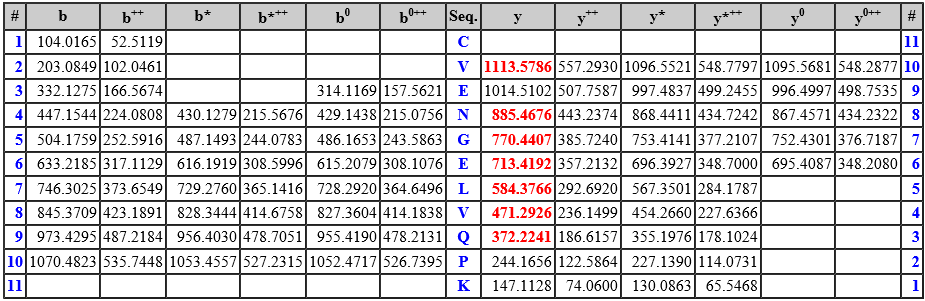 # b b++ b* b*++ b0 b0++ Seq. y y++ y* y*++ y0 y0++ #
1 104.0165 52.5119 C 11
2 203.0849 102.0461 V 1113.5786 557.2930 1096.5521 548.7797 1095.5681 548.2877 10
3 332.1275 166.5674 314.1169 157.5621 E 1014.5102 507.7587 997.4837 499.2455 996.4997 498.7535 9
4 447.1544 224.0808 430.1279 215.5676 429.1438 215.0756 N 885.4676 443.2374 868.4411 434.7242 867.4571 434.2322 8
5 504.1759 252.5916 487.1493 244.0783 486.1653 243.5863 G 770.4407 385.7240 753.4141 377.2107 752.4301 376.7187 7
6 633.2185 317.1129 616.1919 308.5996 615.2079 308.1076 E 713.4192 357.2132 696.3927 348.7000 695.4087 348.2080 6
7 746.3025 373.6549 729.2760 365.1416 728.2920 364.6496 L 584.3766 292.6920 567.3501 284.1787 5
8 845.3709 423.1891 828.3444 414.6758 827.3604 414.1838 V 471.2926 236.1499 454.2660 227.6366 4
9 973.4295 487.2184 956.4030 478.7051 955.4190 478.2131 Q 372.2241 186.6157 355.1976 178.1024 3
10 1070.4823 535.7448 1053.4557 527.2315 1052.4717 526.7395 P 244.1656 122.5864 227.1390 114.0731 2
11 K 147.1128 74.0600 130.0863 65.5468 1